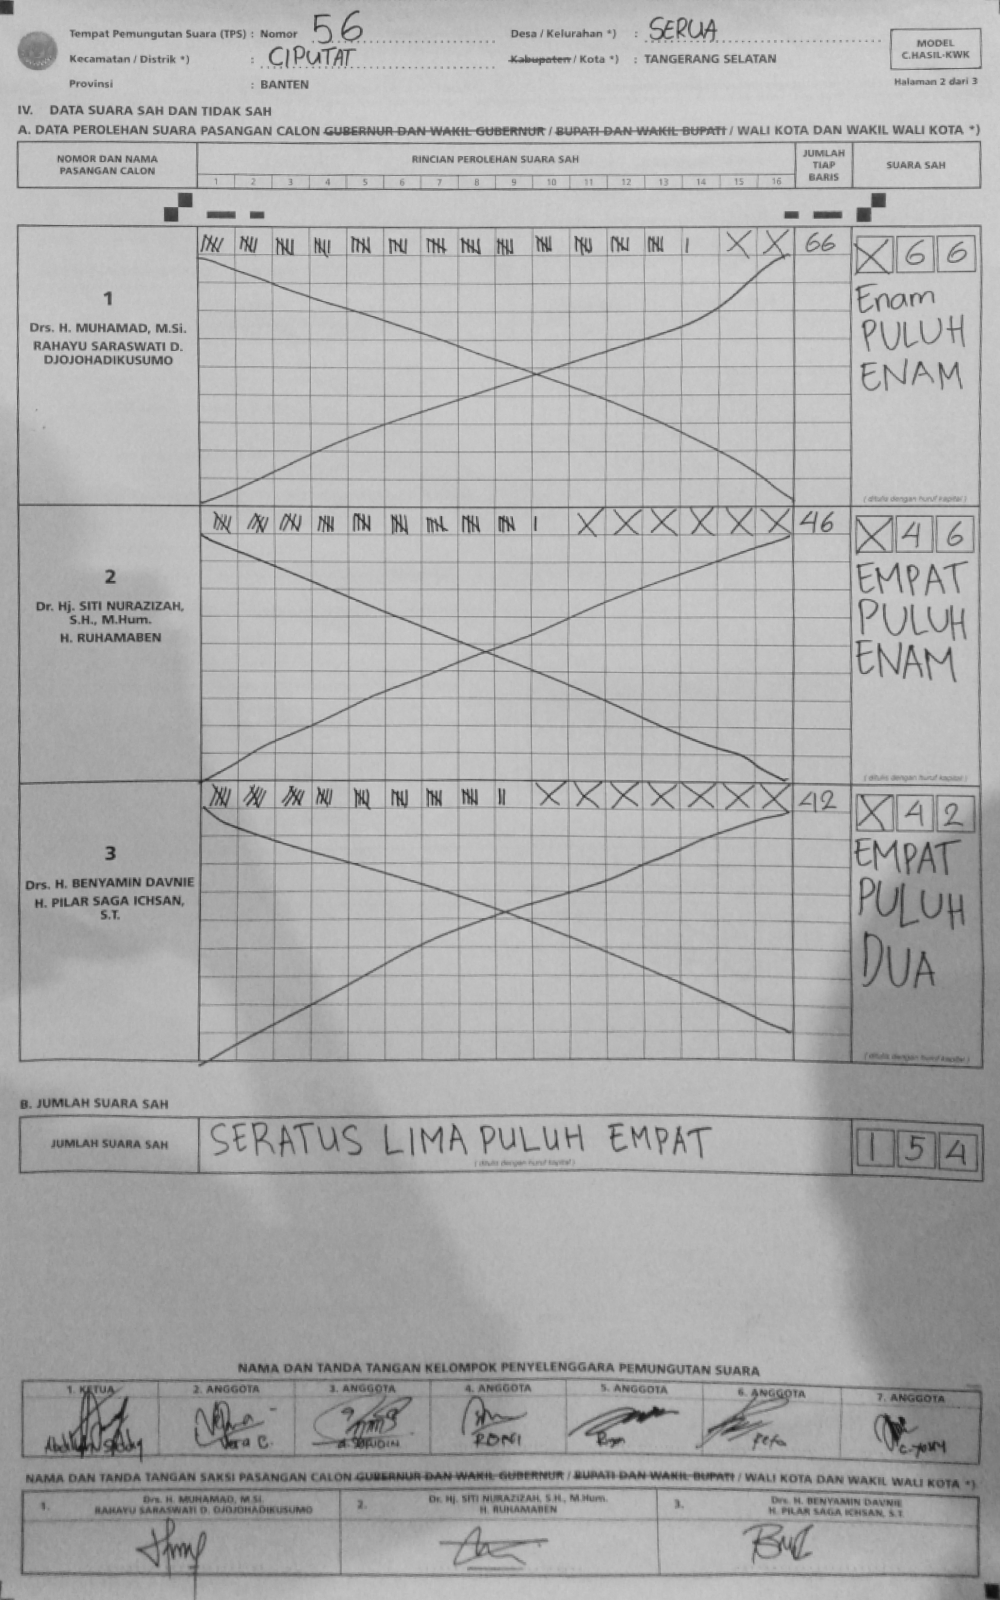 Tempat Pemungutan Suara (TPS) : Nomor 56 Desa / Kelurahan *) : SERUA
Kecamatan / Distrik *) : CIPUTAT Kabupaten / Kota *) : TANGERANG SELATAN
Provinsi : BANTEN
MODEL
C.HASIL-KWK
Halaman 2 dari 3
IV. DATA SUARA SAH DAN TIDAK SAH
A. DATA PEROLEHAN SUARA PASANGAN CALON GUBERNUR DAN WAKIL GUBERNUR / BUPATI DAN WAKIL BUPATI / WALI KOTA DAN WAKIL WALI KOTA *)
NOMOR DAN NAMA
PASANGAN CALON
RINCIAN PEROLEHAN SUARA SAH
1 2 3 4 5 6 7 8 9 10 11 12 13 14 15 16
JUMLAH
TIAP
BARIS
SUARA SAH
1
Drs. H. MUHAMAD, M.Si.
RAHAYU SARASWATI D.
DJOJOHADIKUSUMO
66
X 6 6
Enam
PULUH
ENAM
(ditulis dengan huruf kapital)
2
Dr. Hj. SITI NURAZIZAH,
S.H., M.Hum.
H. RUHAMABEN
46
X 4 6
EMPAT
PULUH
ENAM
(ditulis dengan huruf kapital)
3
Drs. H. BENYAMIN DAVNIE
H. PILAR SAGA ICHSAN,
S.T.
42
X 4 2
EMPAT
PULUH
DUA
(ditulis dengan huruf kapital)
B. JUMLAH SUARA SAH
JUMLAH SUARA SAH
SERATUS LIMA PULUH EMPAT
(ditulis dengan huruf kapital)
1 5 4
NAMA DAN TANDA TANGAN KELOMPOK PENYELENGGARA PEMUNGUTAN SUARA
1. KETUA 2. ANGGOTA 3. ANGGOTA 4. ANGGOTA 5. ANGGOTA 6. ANGGOTA 7. ANGGOTA
Vera C. RONI
NAMA DAN TANDA TANGAN SAKSI PASANGAN CALON GUBERNUR DAN WAKIL GUBERNUR / BUPATI DAN WAKIL BUPATI / WALI KOTA DAN WAKIL WALI KOTA *)
1. Drs. H. MUHAMAD, M.Si.
RAHAYU SARASWATI D. DJOJOHADIKUSUMO
2. Dr. Hj. SITI NURAZIZAH, S.H., M.Hum.
H. RUHAMABEN
3. Drs. H. BENYAMIN DAVNIE
H. PILAR SAGA ICHSAN, S.T